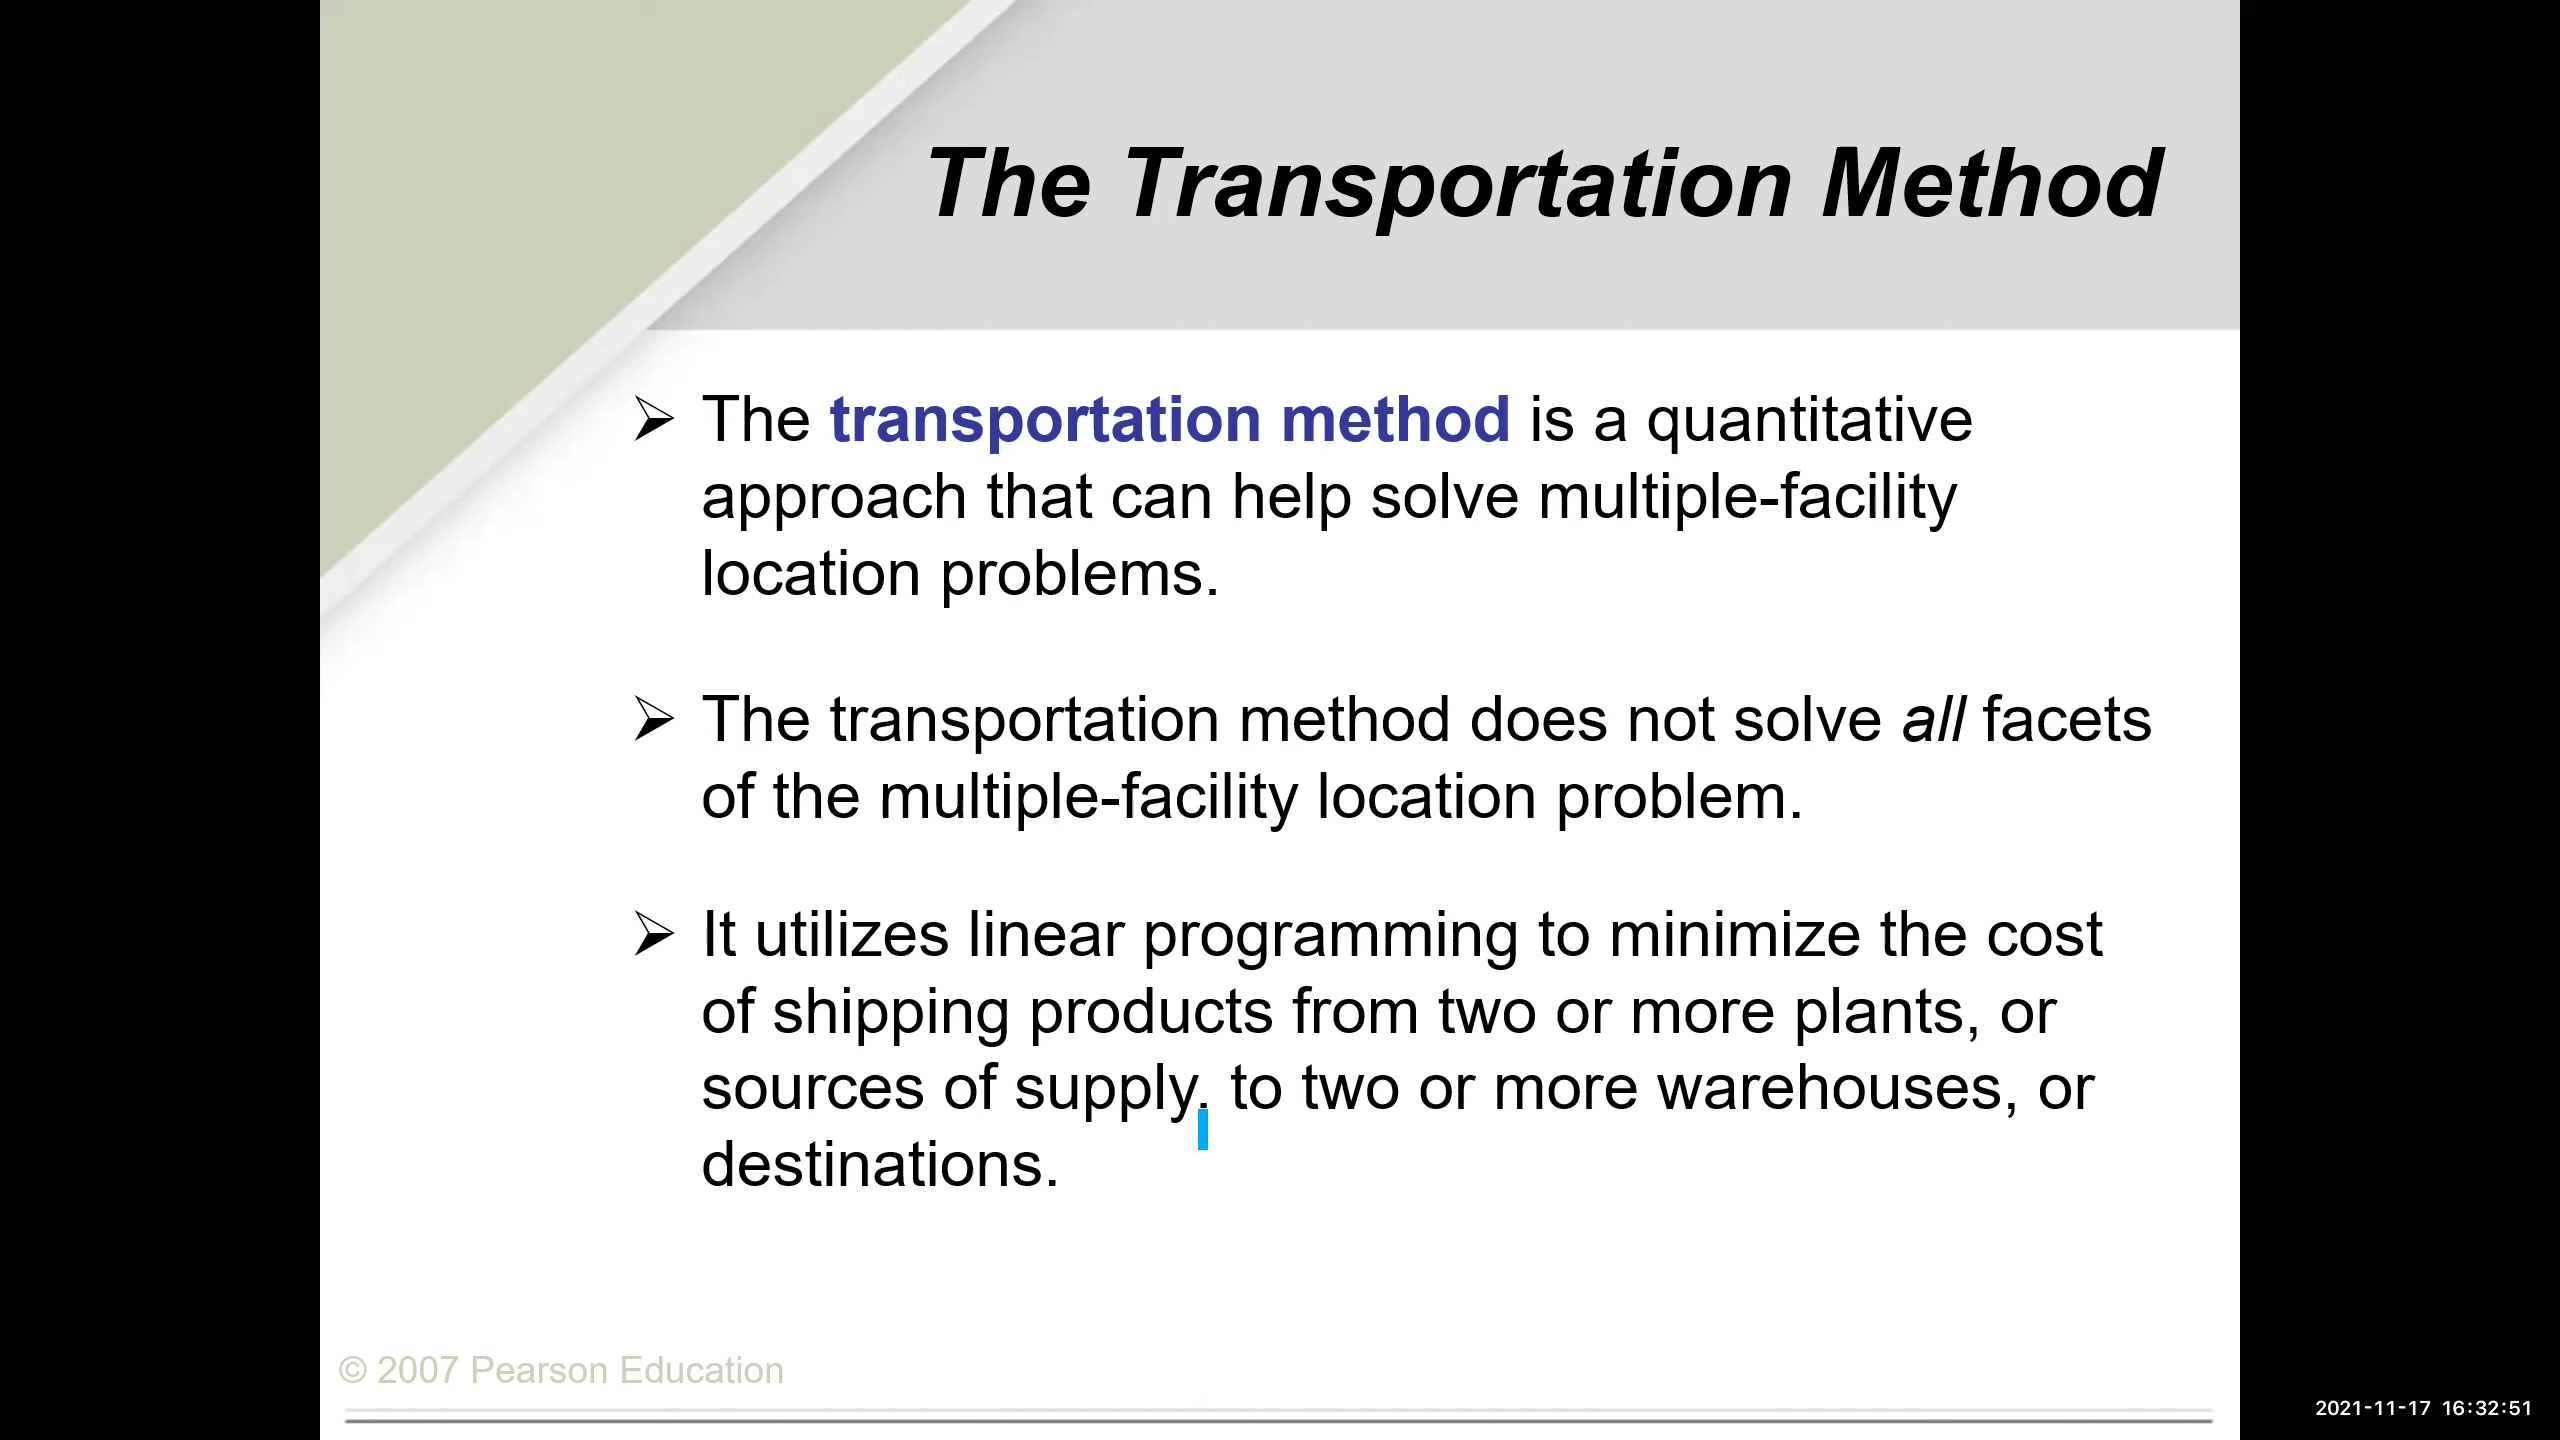 The Transportation Method
➢ The transportation method is a quantitative
approach that can help solve multiple-facility
location problems.
➢ The transportation method does not solve all facets
of the multiple-facility location problem.
➢ It utilizes linear programming to minimize the cost
of shipping products from two or more plants, or
sources of supply, to two or more warehouses, or
destinations.
© 2007 Pearson Education
2021-11-17 16:32:51